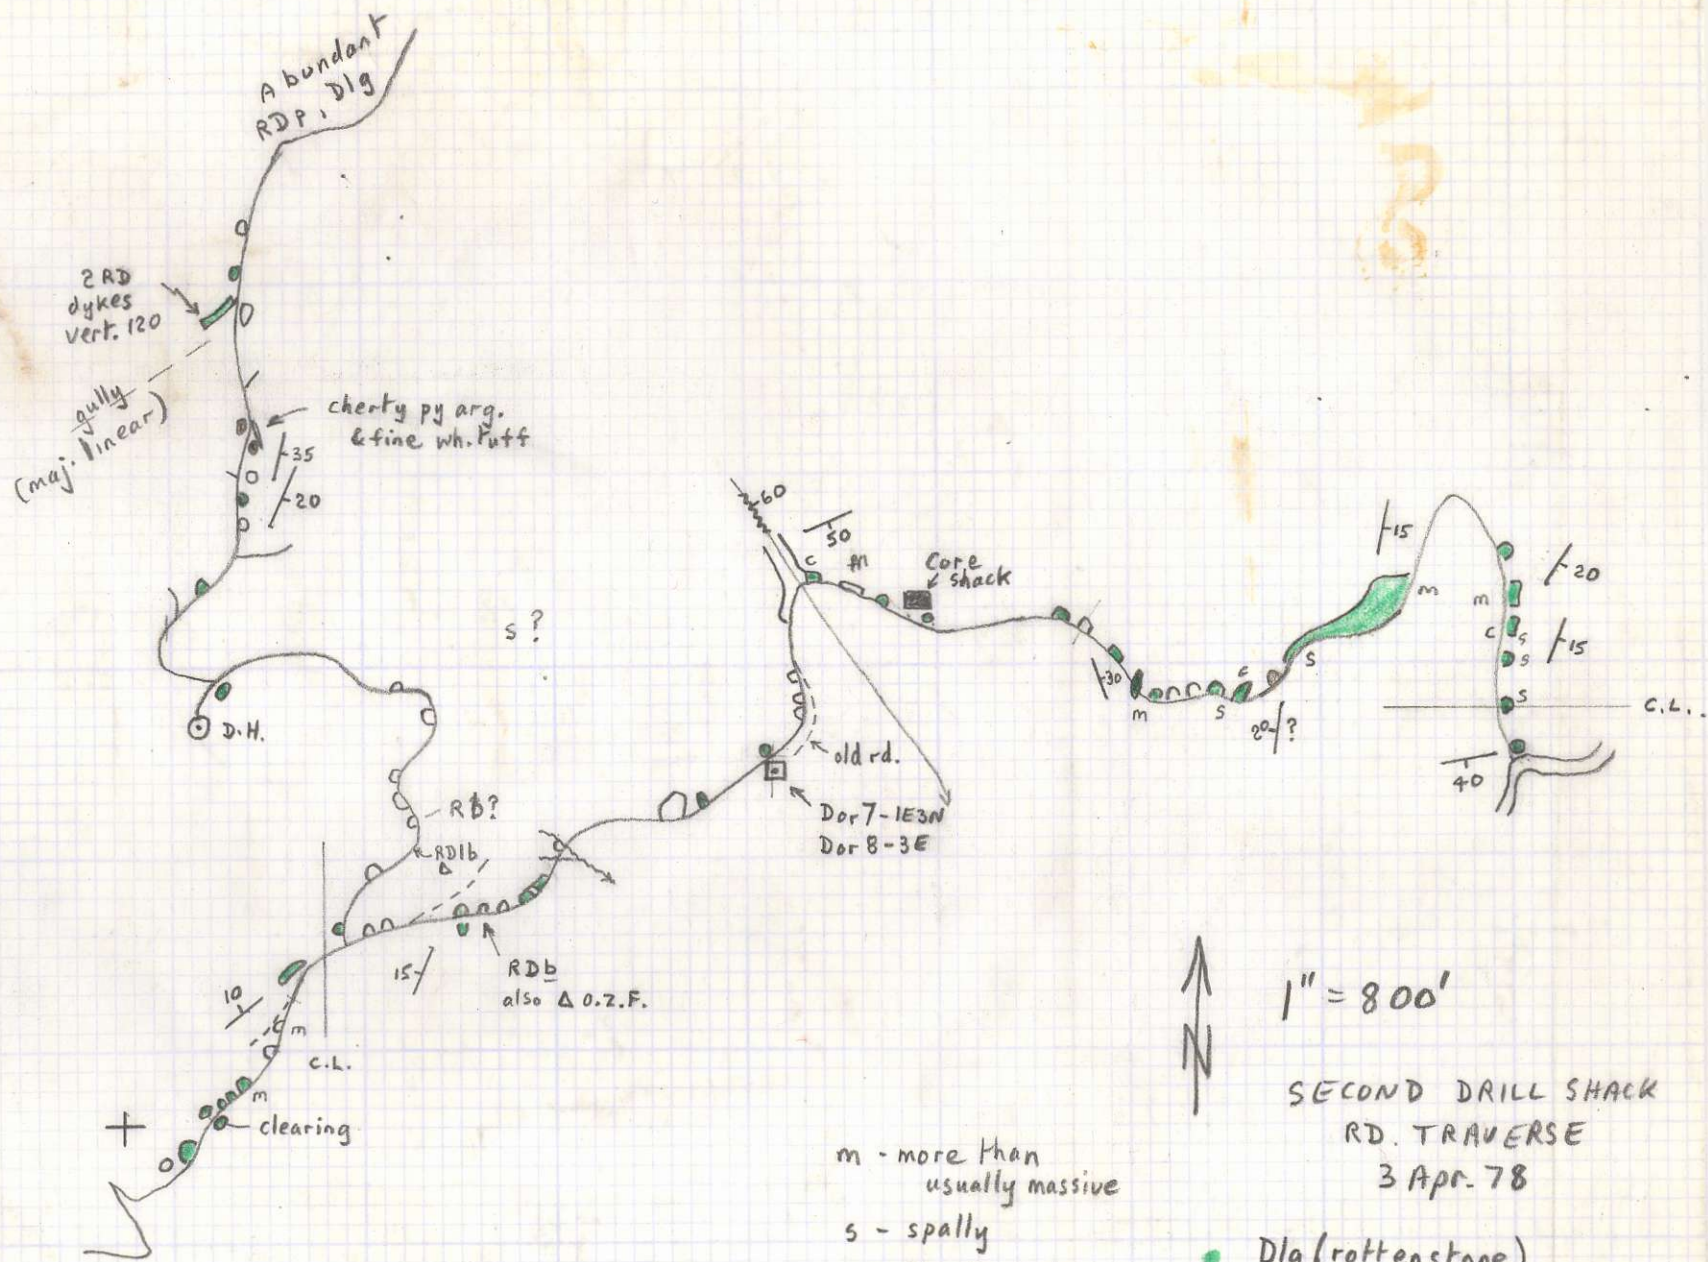 Abundant
RDp, Dlg
2 RD
dykes
vert. 120
gully
(maj. linear)
cherty py arg.
& fine wh. tuff
35
20
s?
D.H.
60
50
c
m
Core
shack
15
m
20
m
c
s
s
15
s
C.L.
40
30
m
s
c
s
20
?
old rd.
Dor 7-1E3N
Dor 8-3E
RD?
RDlb
Δ
15
RDb
also Δ O.Z.F.
10
m
C.L.
m
clearing
N
1" = 800'
SECOND DRILL SHACK
RD. TRAVERSE
3 Apr. 78
m - more than
usually massive
s - spally
Dlg (rottenstone)